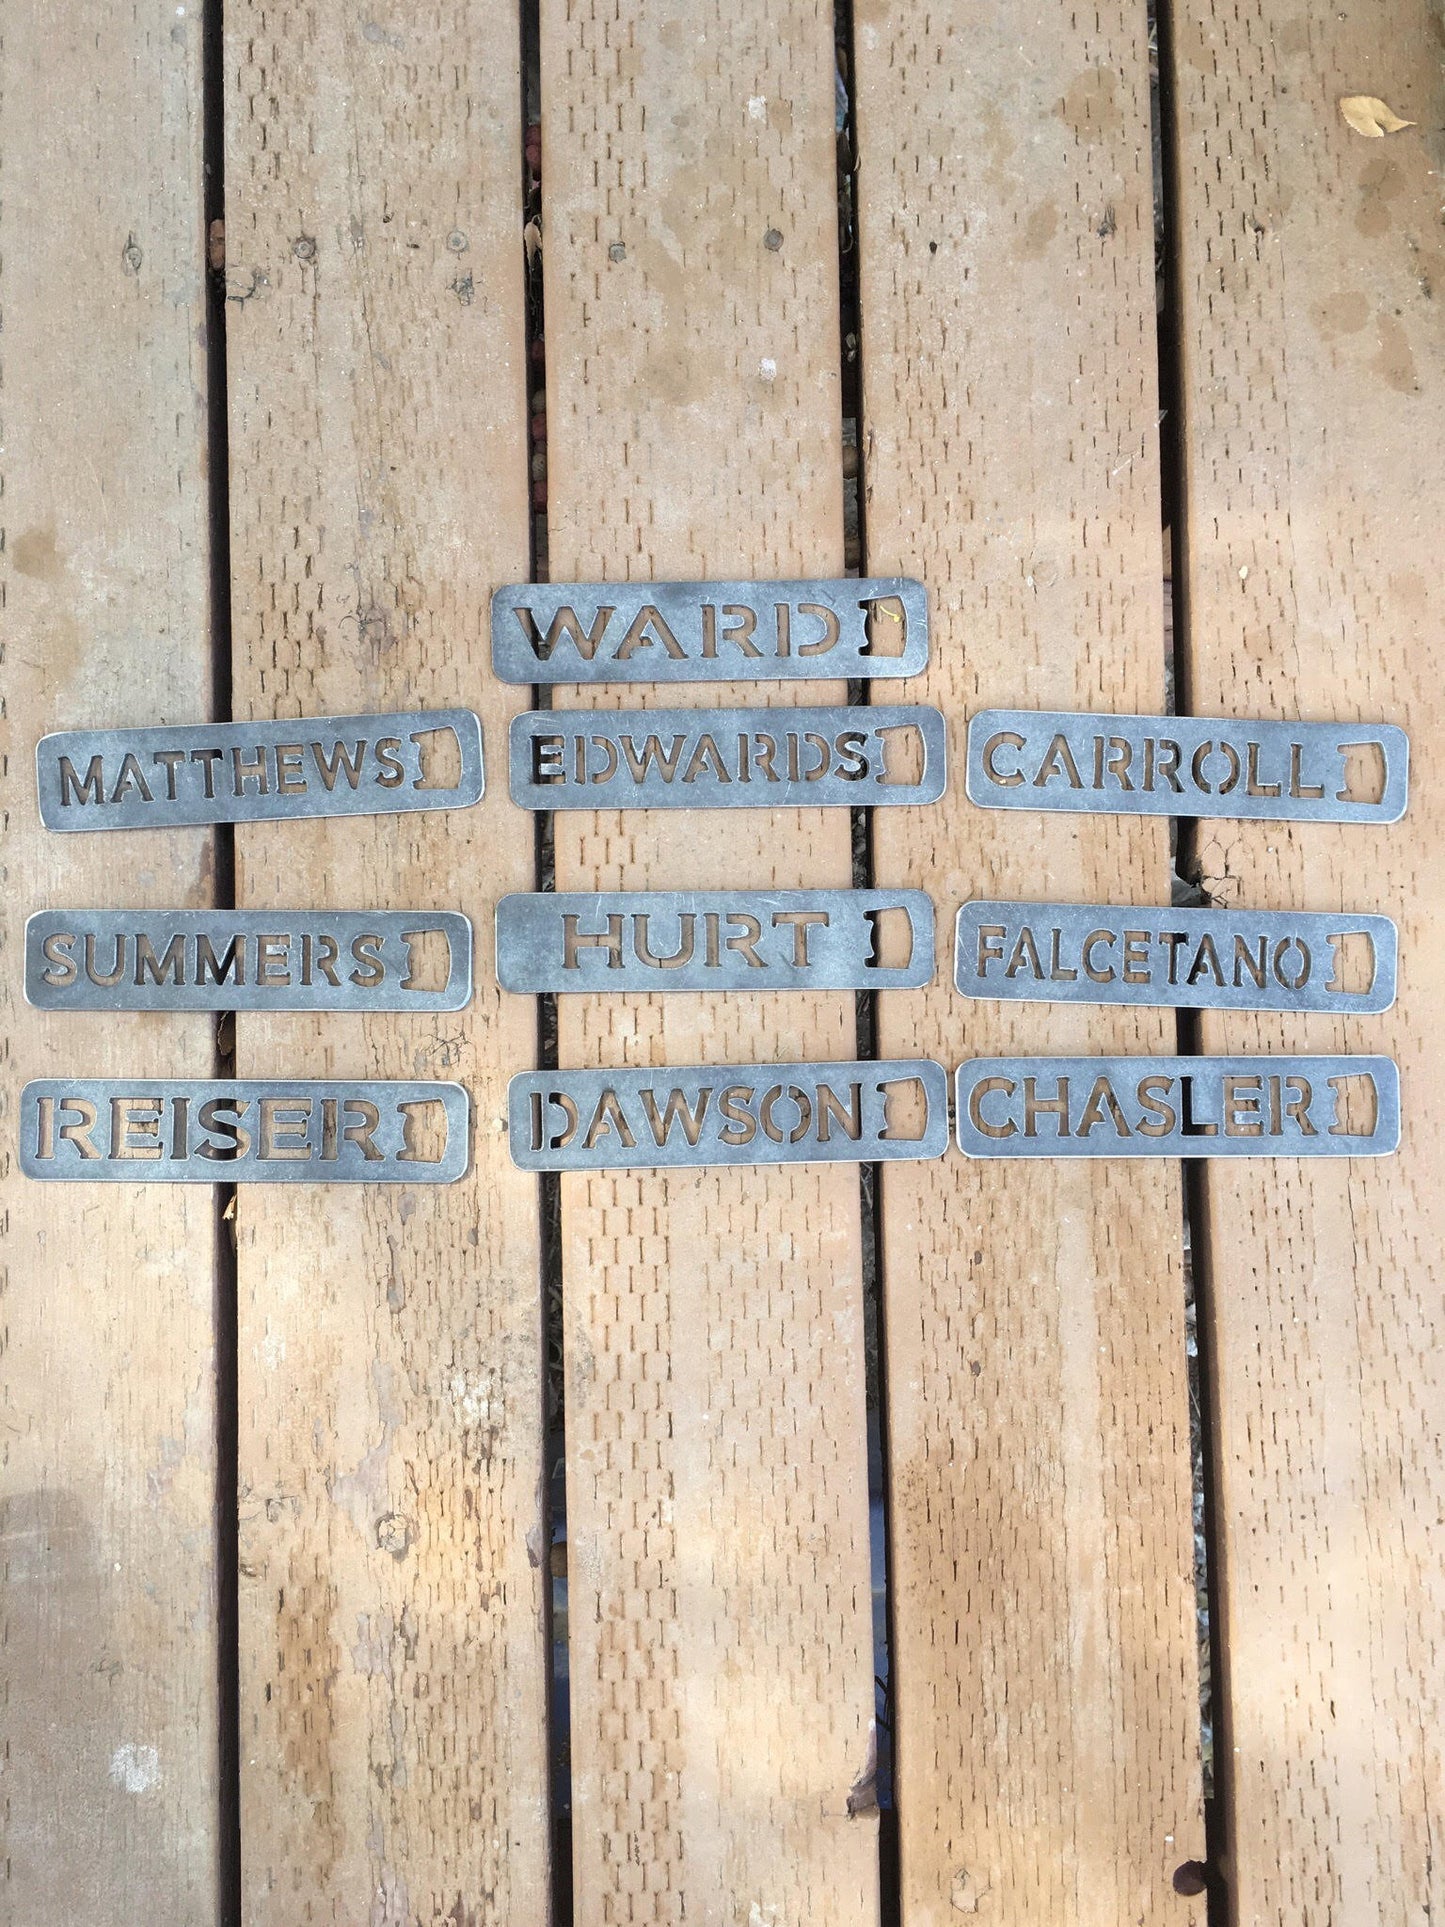 WARD
MATTHEWS
EDWARDS
CARROLL
SUMMERS
HURT
FALCETANO
REISER
DAWSON
CHASLER